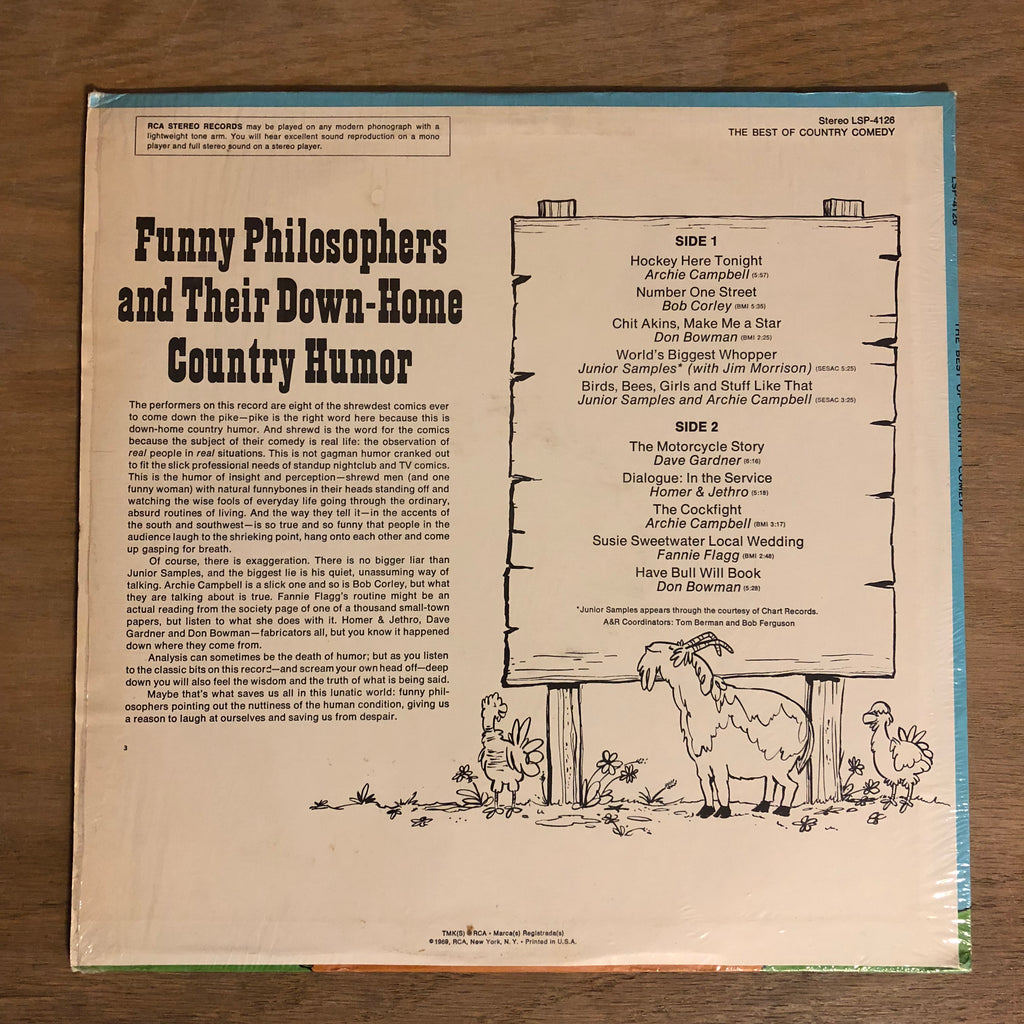 RCA STEREO RECORDS may be played on any modern phonograph with a
lightweight tone arm. You will hear excellent sound reproduction on a mono
player and full stereo sound on a stereo player.
Stereo LSP-4126
THE BEST OF COUNTRY COMEDY
Funny Philosophers
and Their Down-Home
Country Humor
The performers on this record are eight of the shrewdest comics ever
to come down the pike—pike is the right word here because this is
down-home country humor. And shrewd is the word for the comics
because the subject of their comedy is real life: the observation of
real people in real situations. This is not gagman humor cranked out
to fit the slick professional needs of standup nightclub and TV comics.
This is the humor of insight and perception—shrewd men (and one
funny woman) with natural funnybones in their heads standing off and
watching the wise fools of everyday life going through the ordinary,
absurd routines of living. And the way they tell it—in the accents of
the south and southwest—is so true and so funny that people in the
audience laugh to the shrieking point, hang onto each other and come
up gasping for breath.
Of course, there is exaggeration. There is no bigger liar than
Junior Samples, and the biggest lie is his quiet, unassuming way of
talking. Archie Campbell is a slick one and so is Bob Corley, but what
they are talking about is true. Fannie Flagg's routine might be an
actual reading from the society page of one of a thousand small-town
papers, but listen to what she does with it. Homer & Jethro, Dave
Gardner and Don Bowman—fabricators all, but you know it happened
down where they come from.
Analysis can sometimes be the death of humor; but as you listen
to the classic bits on this record—and scream your own head off—deep
down you will also feel the wisdom and the truth of what is being said.
Maybe that's what saves us all in this lunatic world: funny phil-
osophers pointing out the nuttiness of the human condition, giving us
a reason to laugh at ourselves and saving us from despair.
3
SIDE 1
Hockey Here Tonight
Archie Campbell (5:57)
Number One Street
Bob Corley (BMI 5:35)
Chit Akins, Make Me a Star
Don Bowman (BMI 2:25)
World's Biggest Whopper
Junior Samples* (with Jim Morrison) (SESAC 5:25)
Birds, Bees, Girls and Stuff Like That
Junior Samples and Archie Campbell (SESAC 3:25)
SIDE 2
The Motorcycle Story
Dave Gardner (6:16)
Dialogue: In the Service
Homer & Jethro (5:18)
The Cockfight
Archie Campbell (BMI 3:17)
Susie Sweetwater Local Wedding
Fannie Flagg (BMI 2:48)
Have Bull Will Book
Don Bowman (5:28)
*Junior Samples appears through the courtesy of Chart Records.
A&R Coordinators: Tom Berman and Bob Ferguson
TMK(S) ® RCA • Marca(s) Registrada(s)
© 1969, RCA, New York, N. Y. • Printed in U.S.A.
LSP-4126
THE BEST OF COUNTRY COMEDY